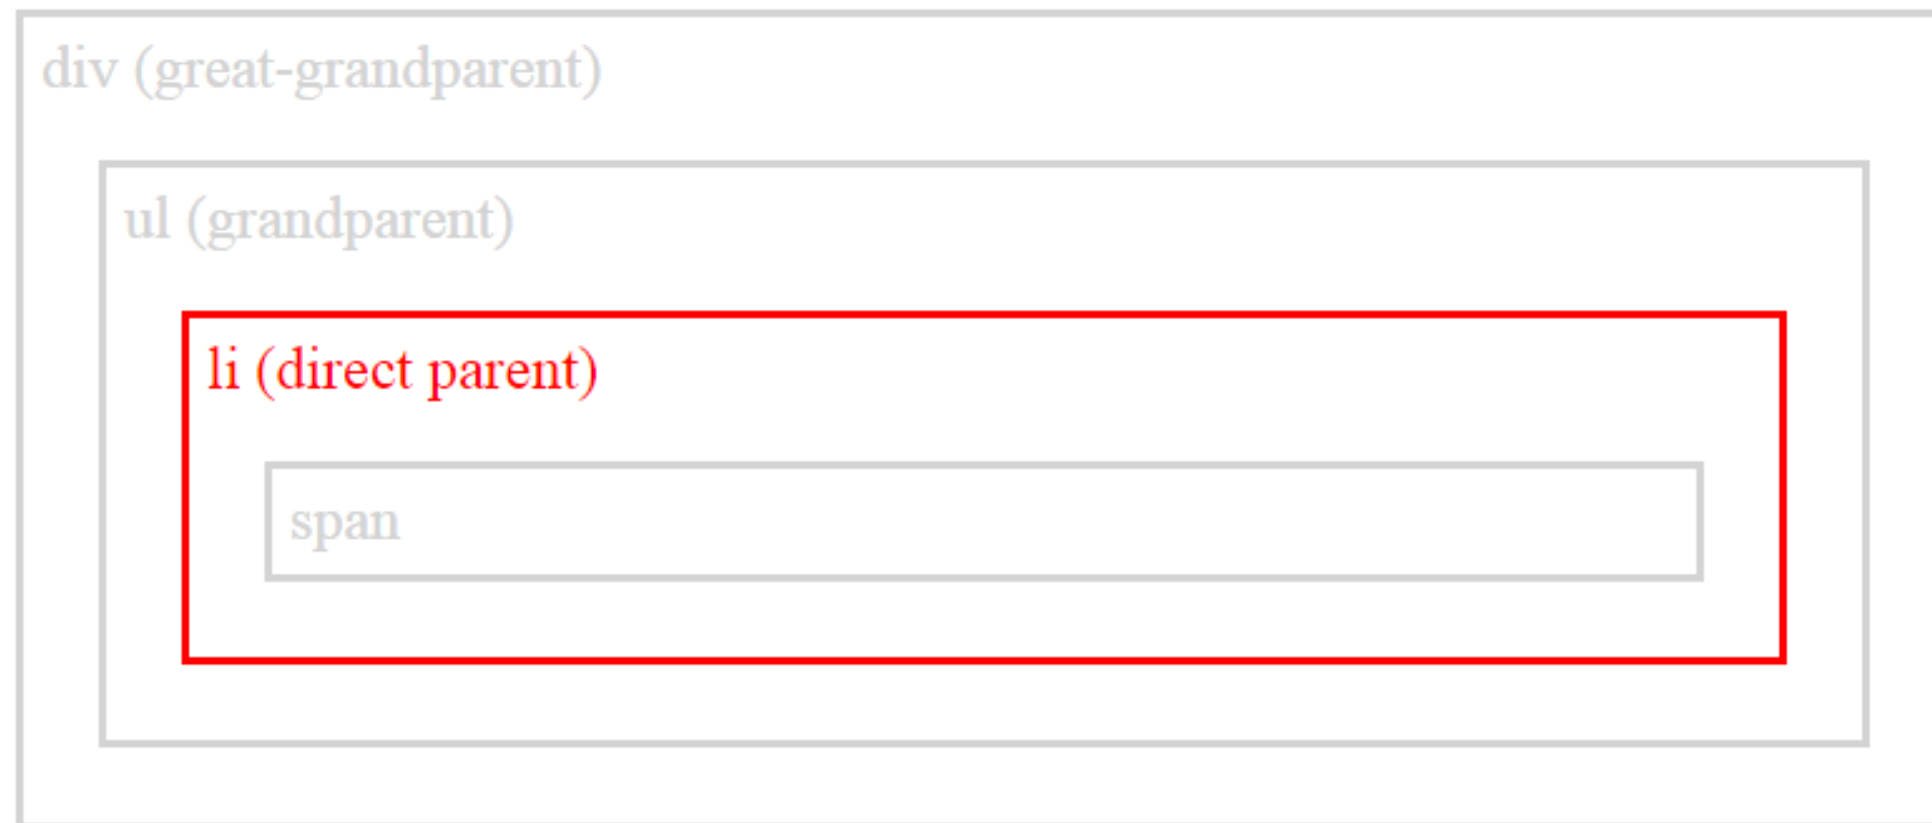 div (great-grandparent)
ul (grandparent)
li (direct parent)
span